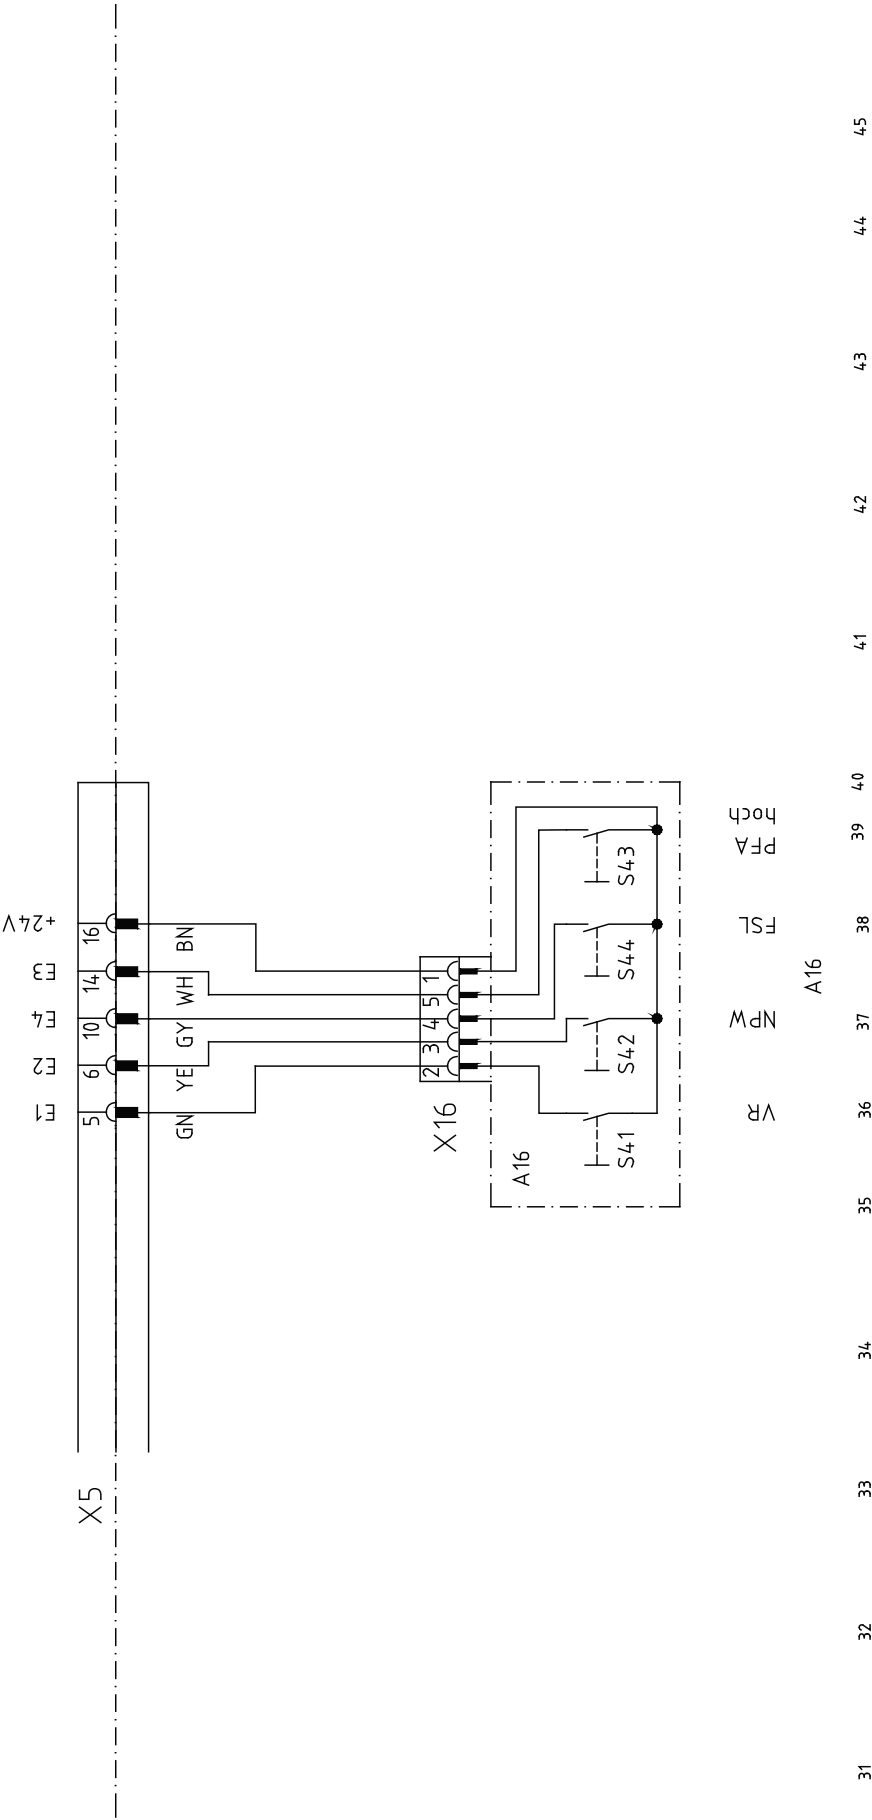 45
44
43
42
41
40
39
38
37
36
35
34
33
32
31
X5
+24V
E3
E4
E2
E1
16
14
10
6
5
BN
WH
GY
YE
GN
X16
1
5
4
3
2
A16
S43
S44
S42
S41
PFA
hoch
FSL
NPW
VR
A16